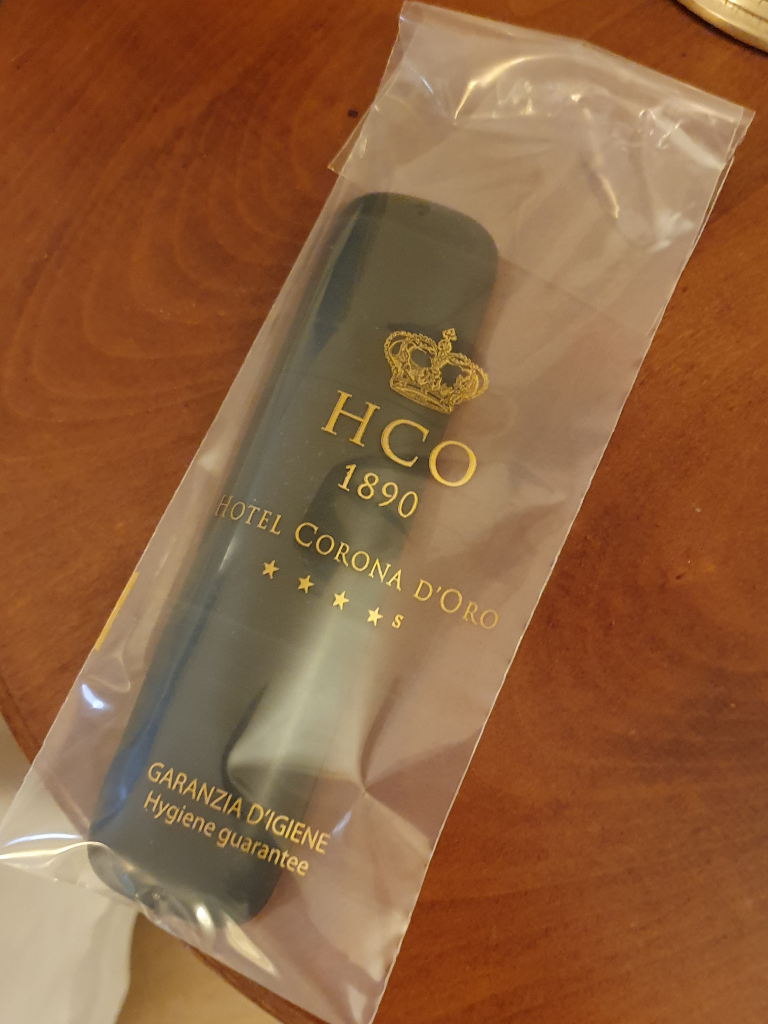 HCO
1890
HOTEL CORONA D'ORO
★ ★ ★ ★ S
GARANZIA D'IGIENE
Hygiene guarantee